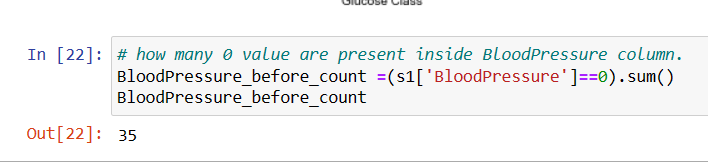 Glucose Class
In [22]: # how many 0 value are present inside BloodPressure column.
BloodPressure_before_count =(s1['BloodPressure']==0).sum()
BloodPressure_before_count
Out[22]: 35